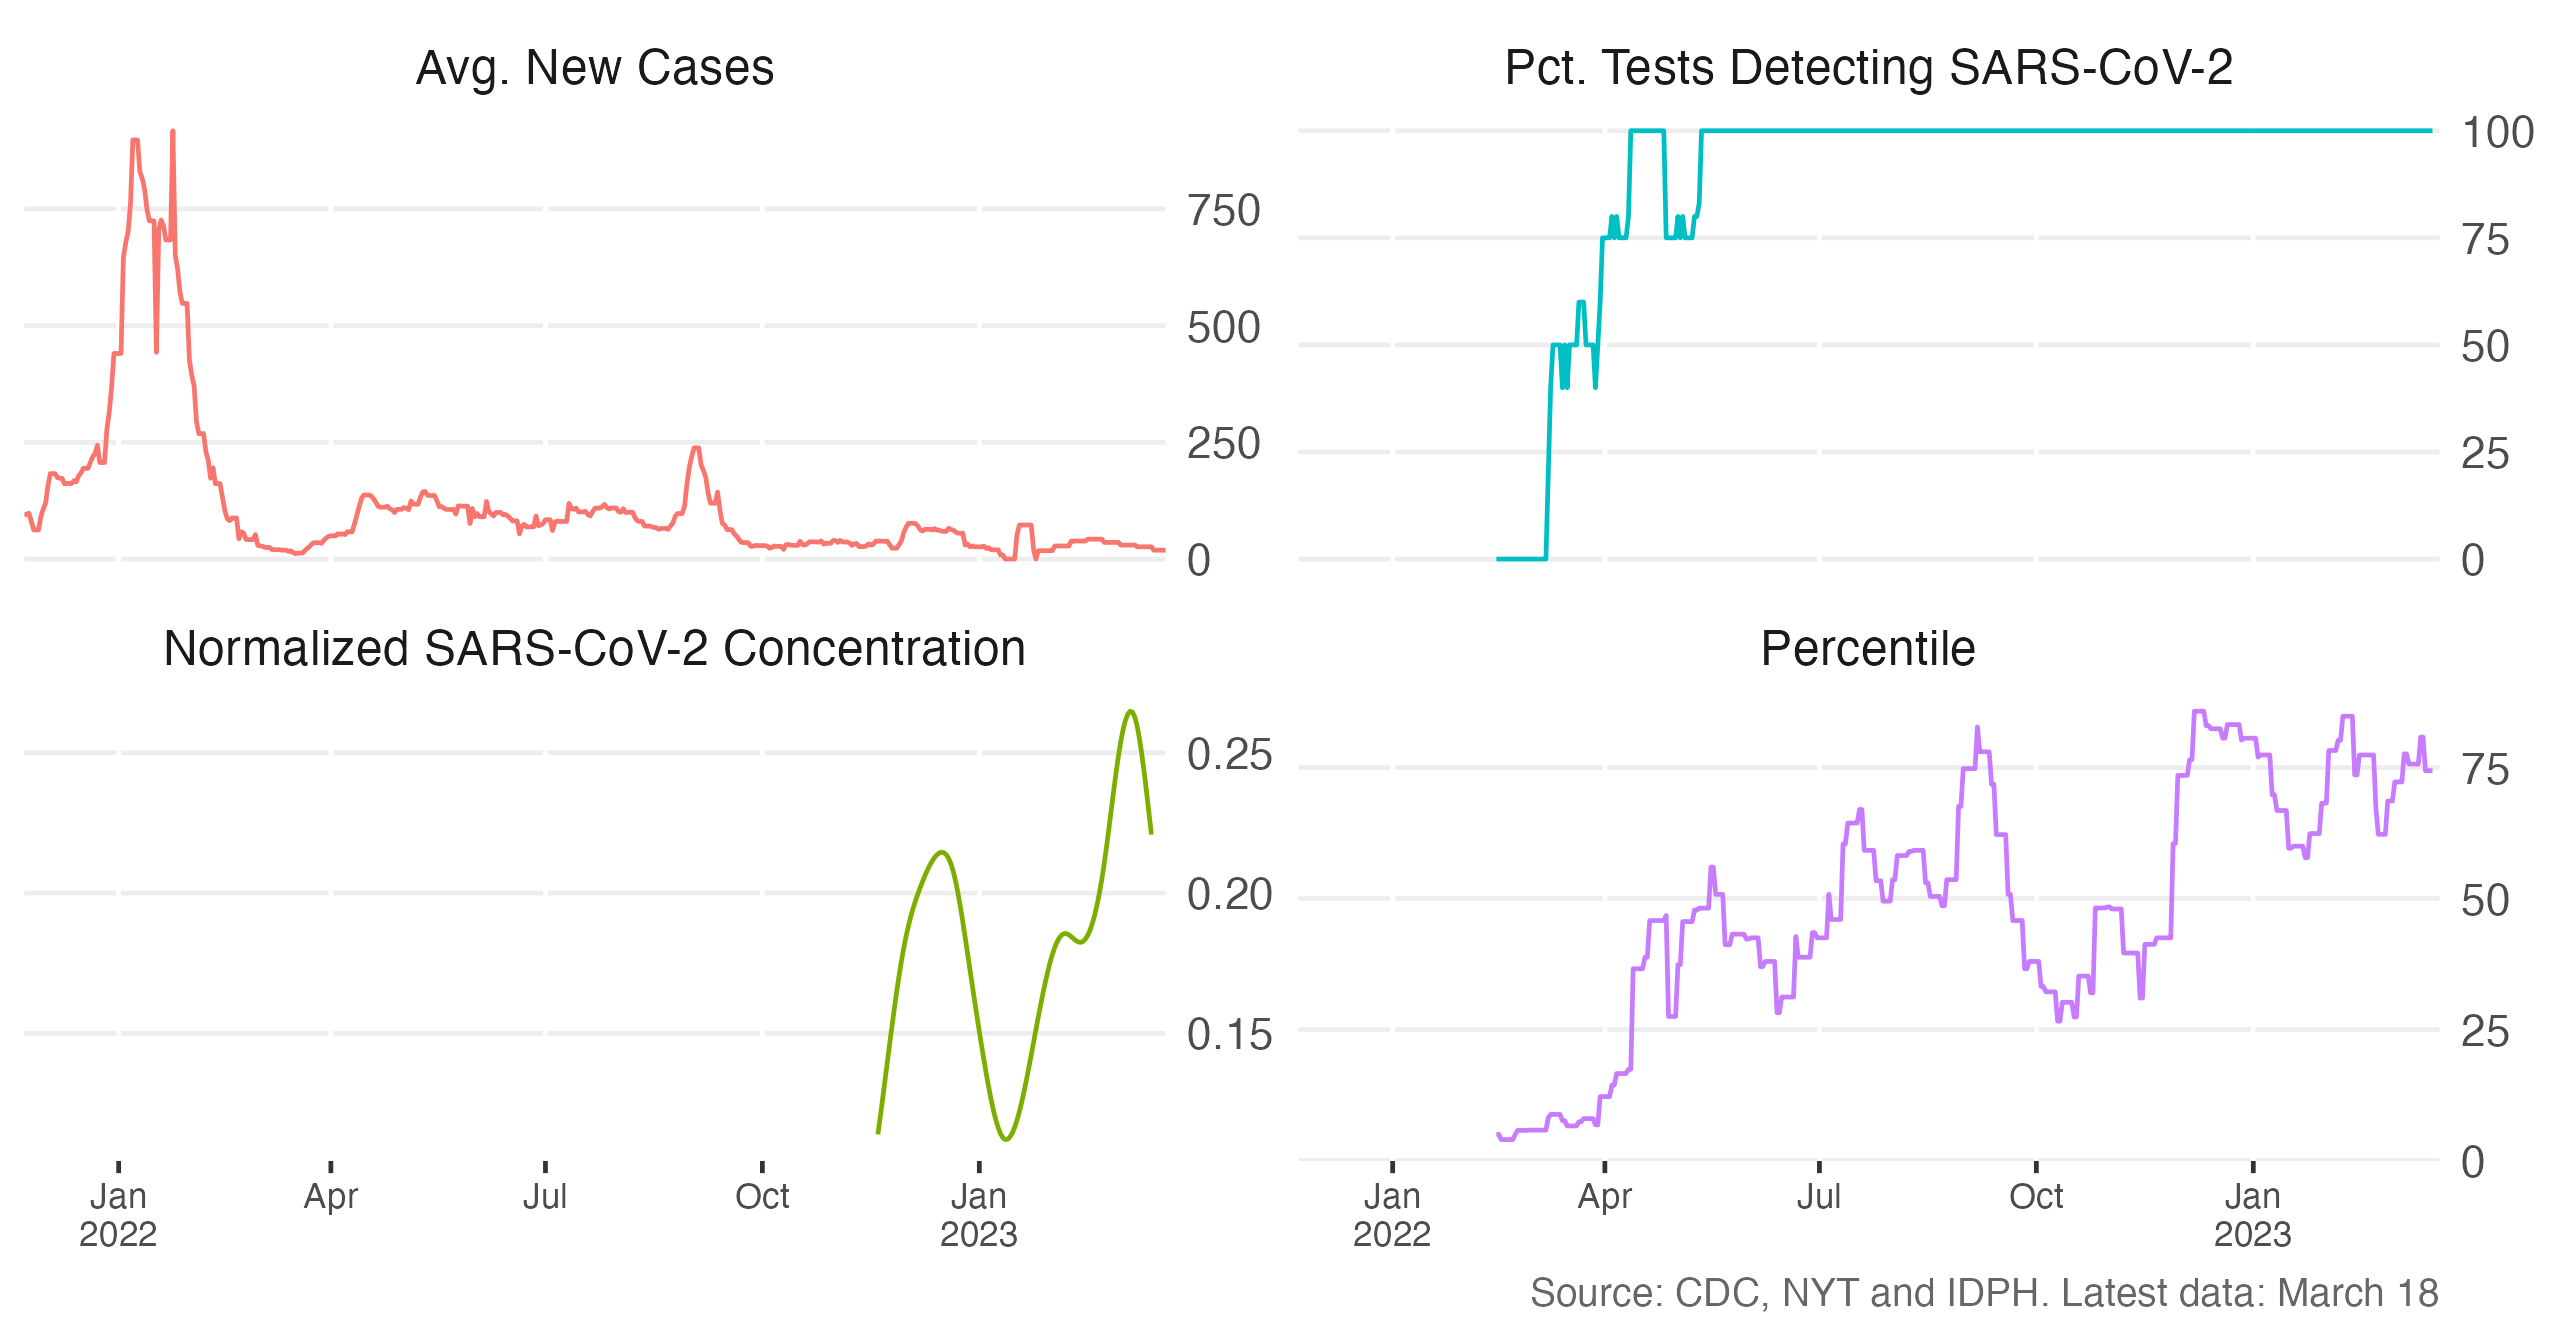 Avg. New Cases
Pct. Tests Detecting SARS-CoV-2
750
500
250
0
100
75
50
25
0
Normalized SARS-CoV-2 Concentration
Percentile
0.25
0.20
0.15
75
50
25
0
Jan
2022
Apr
Jul
Oct
Jan
2023
Jan
2022
Apr
Jul
Oct
Jan
2023
Source: CDC, NYT and IDPH. Latest data: March 18